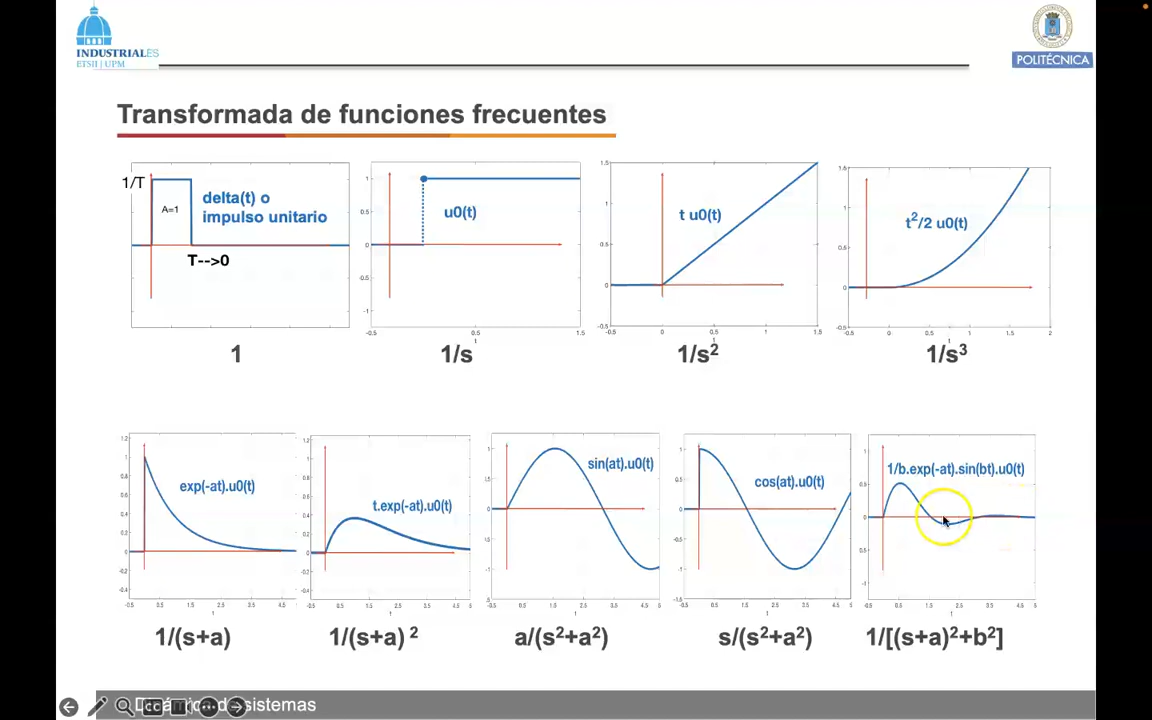 INDUSTRIALES
ETSII | UPM
POLITÉCNICA
Transformada de funciones frecuentes
1/T
A=1
delta(t) o
impulso unitario
T-->0
1
u0(t)
1/s
t u0(t)
1/s²
t²/2 u0(t)
1/s³
exp(-at).u0(t)
1/(s+a)
t.exp(-at).u0(t)
1/(s+a) ²
sin(at).u0(t)
a/(s²+a²)
cos(at).u0(t)
s/(s²+a²)
1/b.exp(-at).sin(bt).u0(t)
1/[(s+a)²+b²]
sistemas